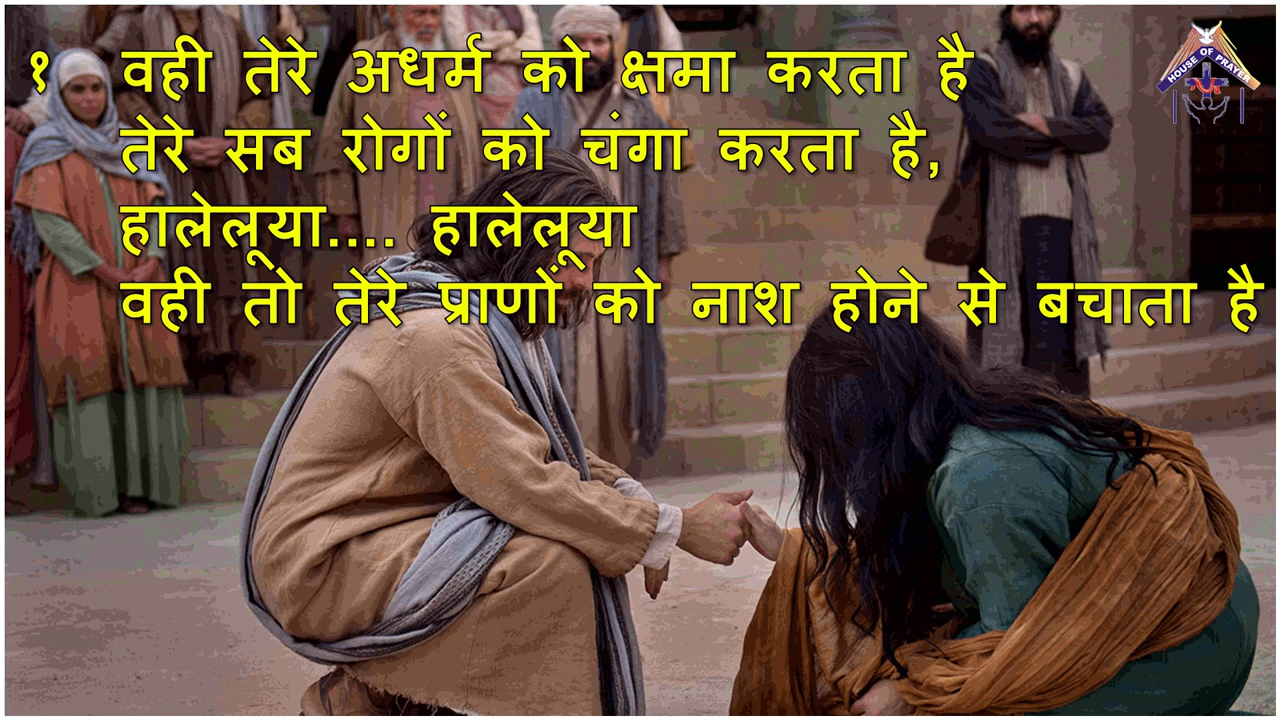 १ वही तेरे अधर्म को क्षमा करता है
तेरे सब रोगों को चंगा करता है,
हालेलूया.... हालेलूया
वही तो तेरे प्राणों को नाश होने से बचाता है
HOUSE OF PRAYER